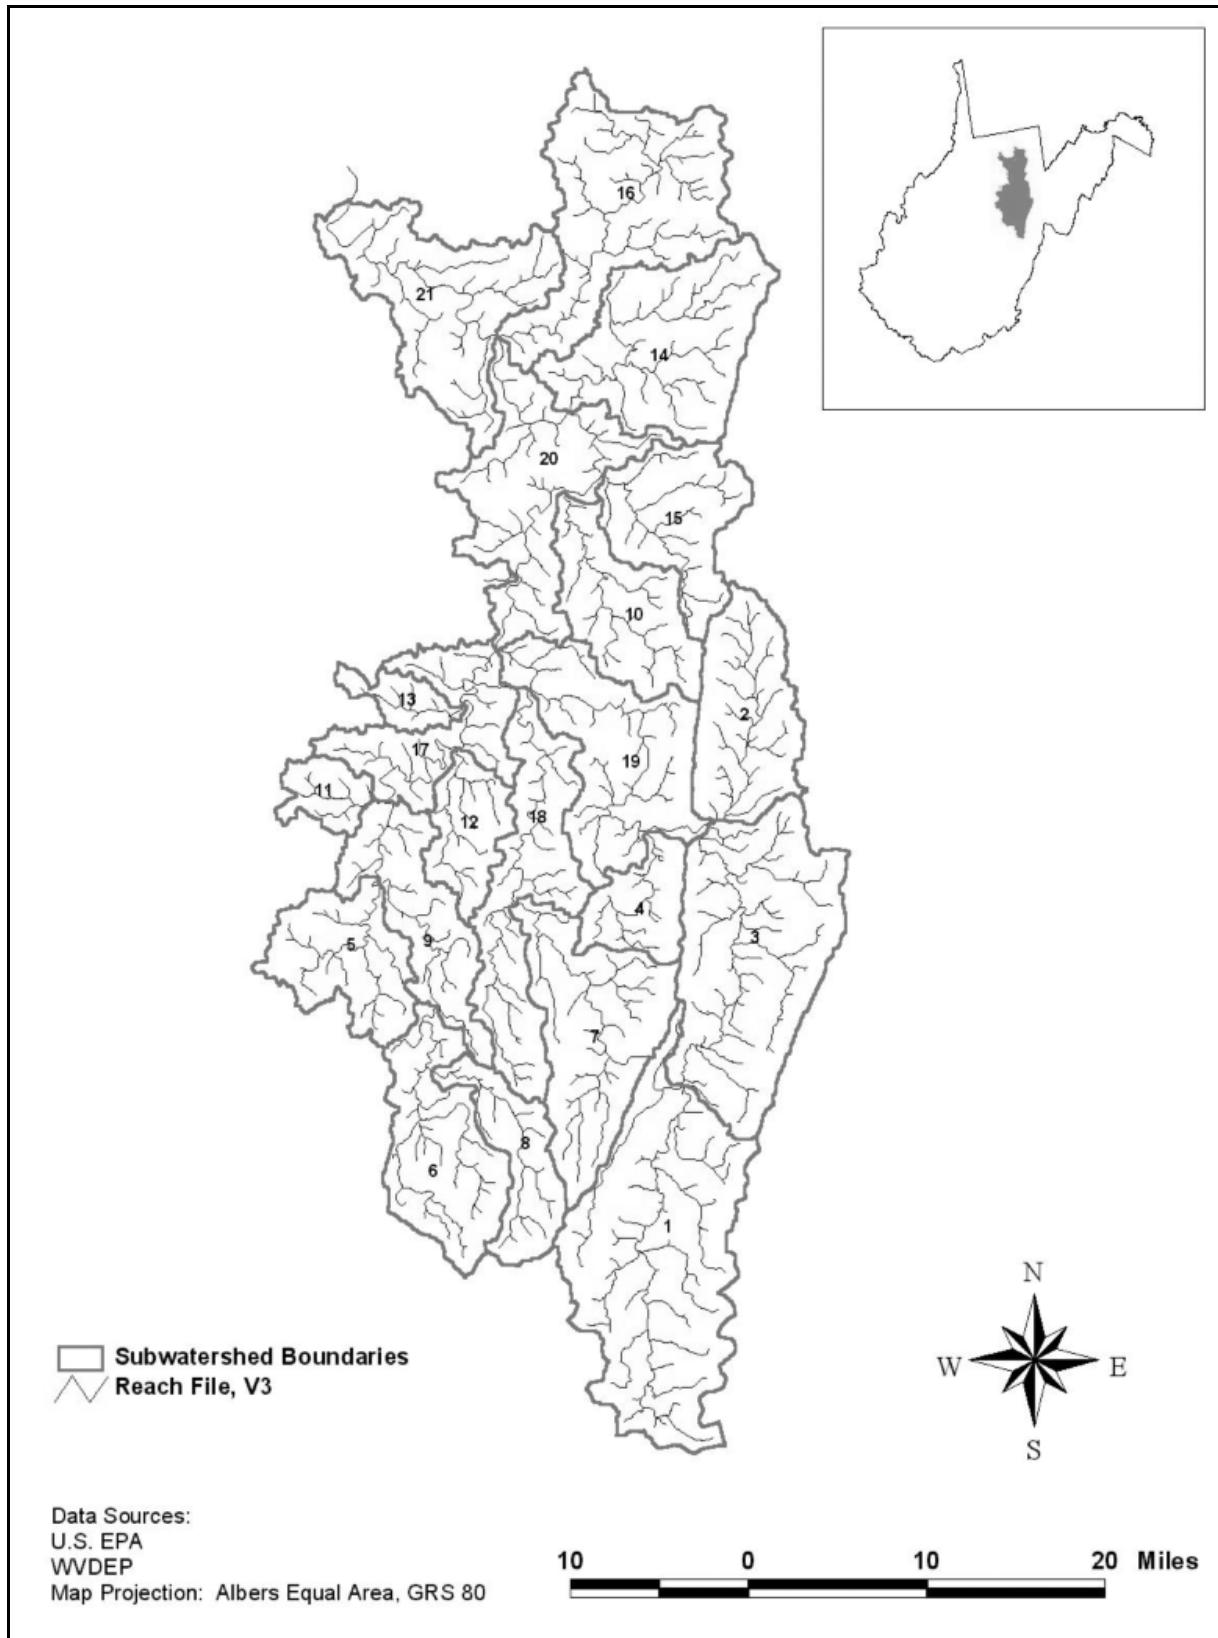 16
21
14
20
15
10
2
13
17
19
11
12
18
4
3
5
9
7
8
6
1
N
W E
S
Subwatershed Boundaries
Reach File, V3
Data Sources:
U.S. EPA
WVDEP
Map Projection: Albers Equal Area, GRS 80
10 0 10 20 Miles